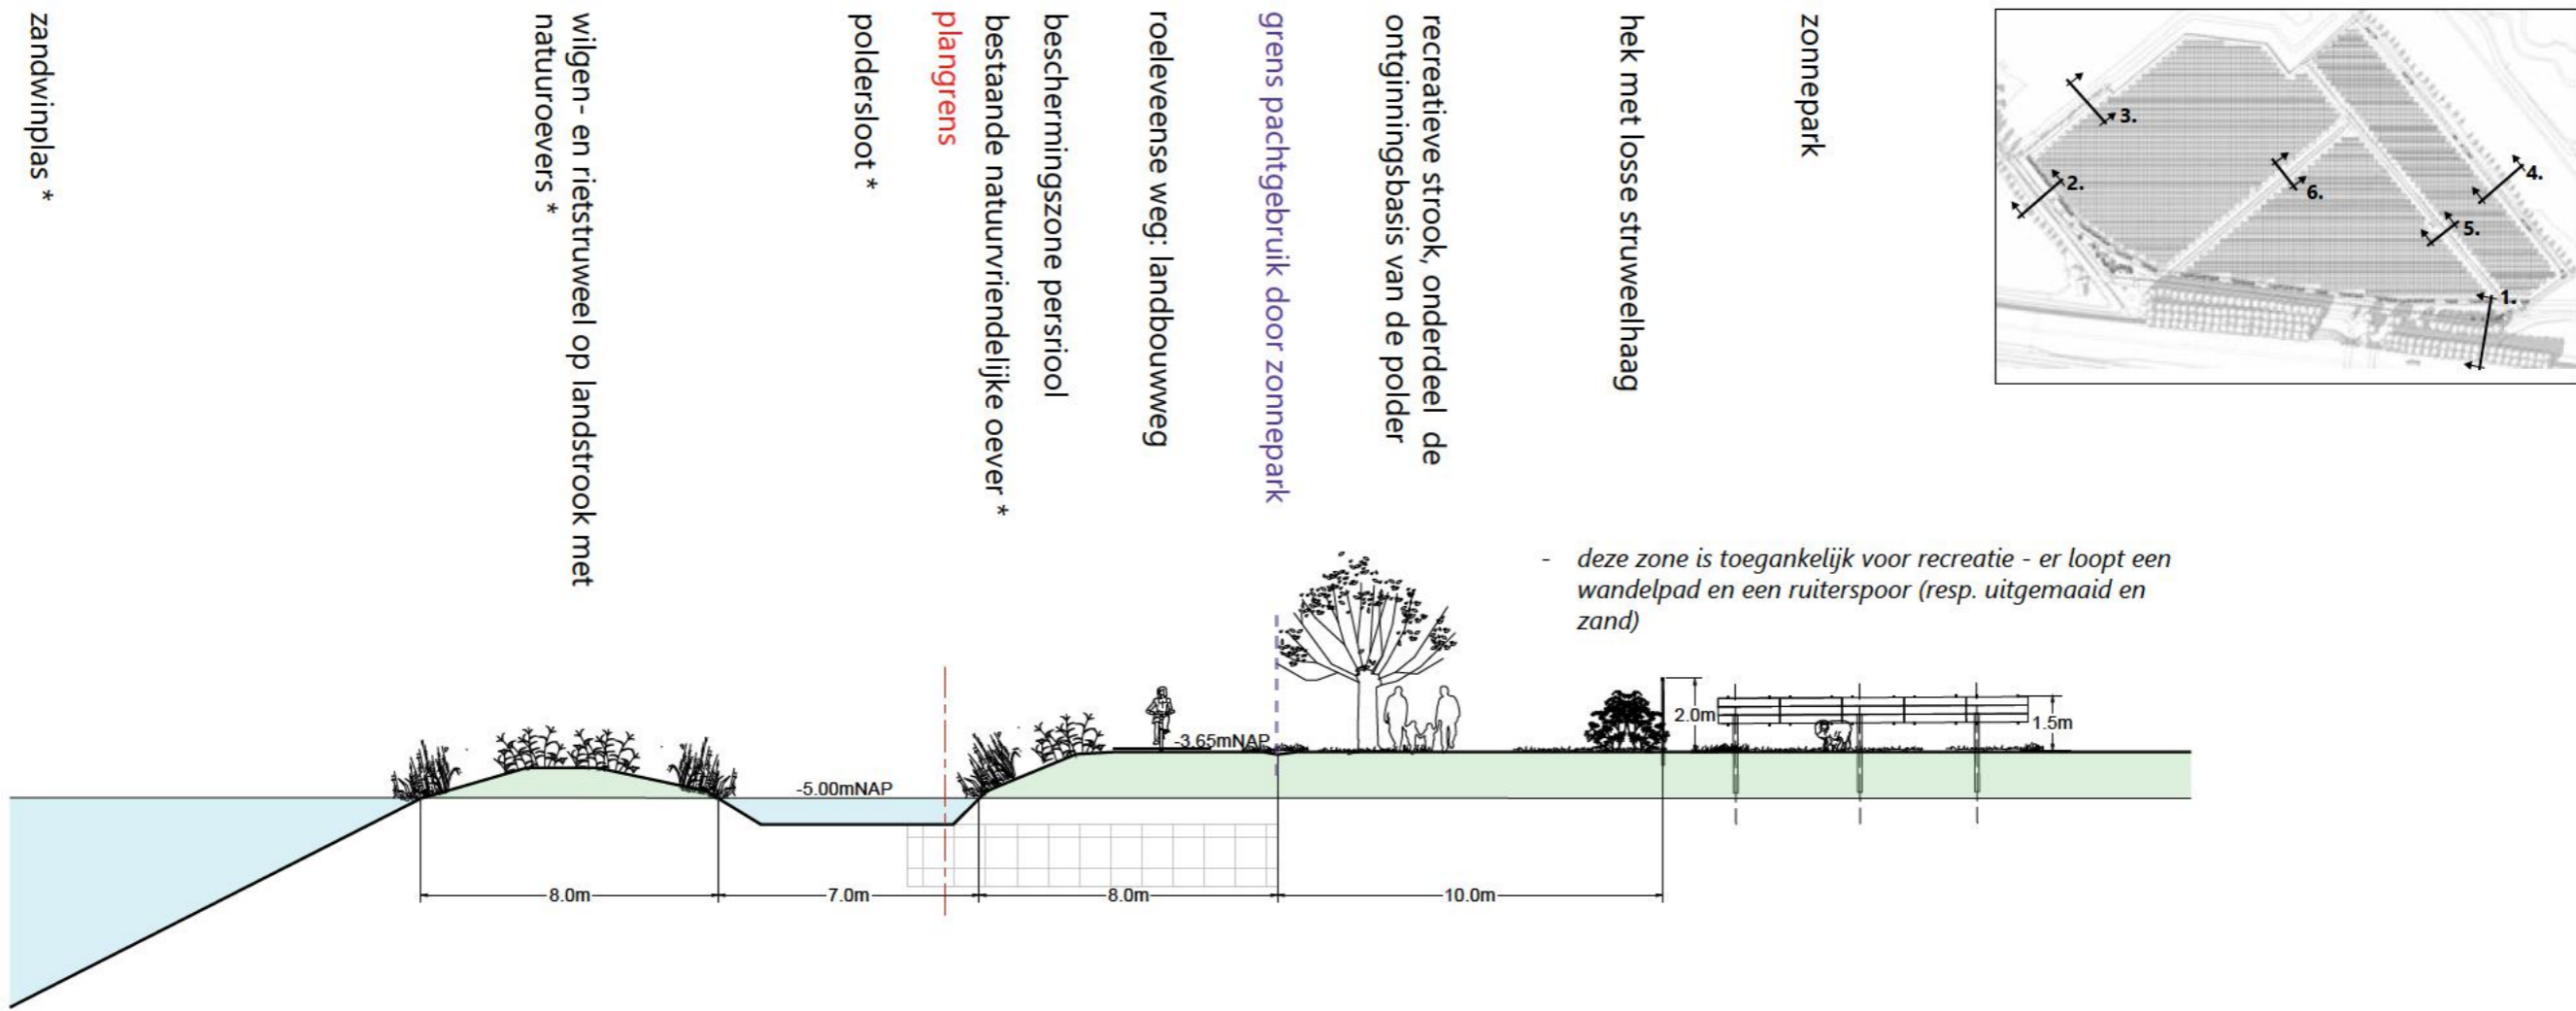 zandwinplas *
wilgen- en rietstruweel op landstrook met
natuuroevers *
poldersloot *
plangrens
bestaande natuurvriendelijke oever *
beschermingszone persriool
roeleveense weg: landbouwweg
grens pachtgebruik door zonnepark
recreatieve strook, onderdeel de
ontginningsbasis van de polder
hek met losse struweelhaag
zonnepark
3.
2.
4.
6.
5.
1.
- deze zone is toegankelijk voor recreatie - er loopt een
wandelpad en een ruiterspoor (resp. uitgemaaid en
zand)
2.0m
1.5m
-3.65mNAP
-5.00mNAP
8.0m
7.0m
8.0m
10.0m